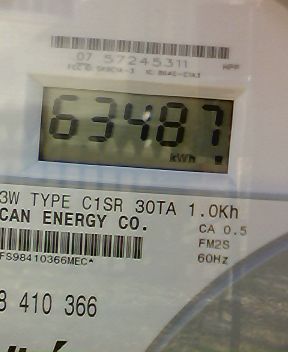 07 57245311
63487
kWh
3W TYPE C1SR 30TA 1.0Kh
CAN ENERGY CO.
CA 0.5
FM2S
60Hz
FS98410366MEC*
8 410 366